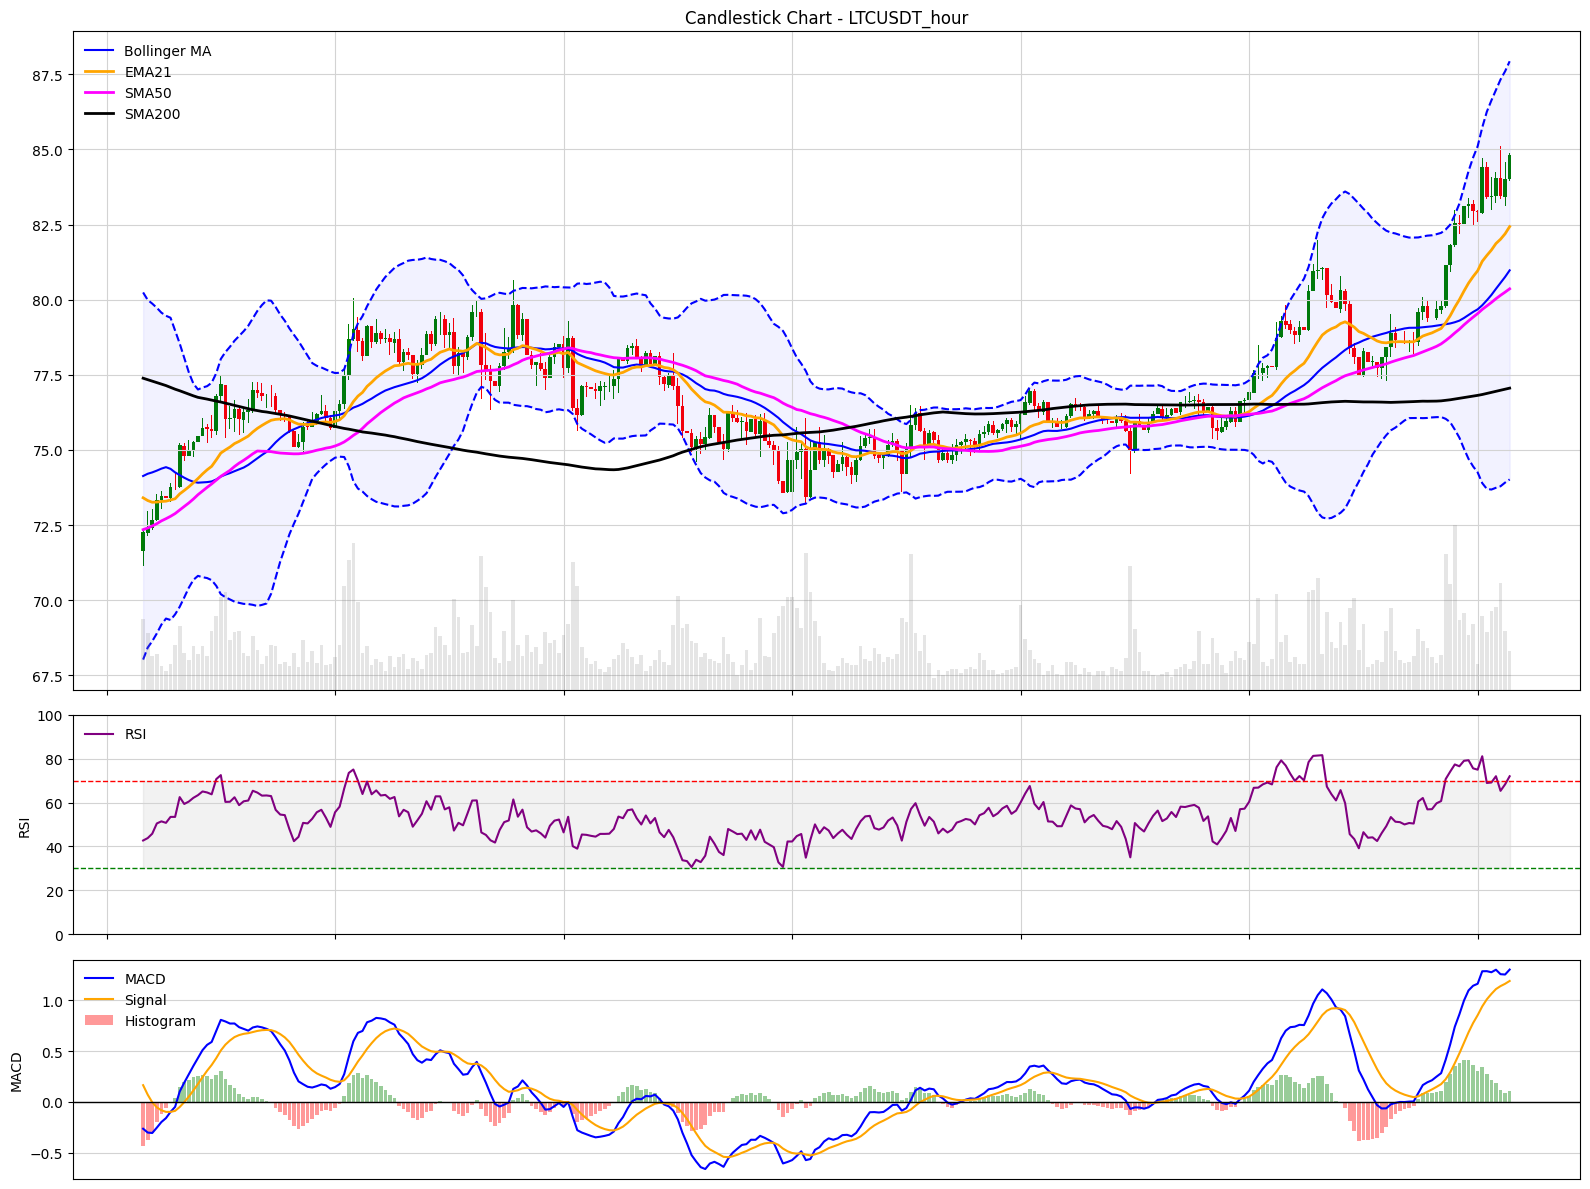 Candlestick Chart - LTCUSDT_hour
Bollinger MA
EMA21
SMA50
SMA200
87.5
85.0
82.5
80.0
77.5
75.0
72.5
70.0
67.5
RSI
100
80
60
40
20
0
RSI
MACD
Signal
Histogram
1.0
0.5
0.0
−0.5
MACD